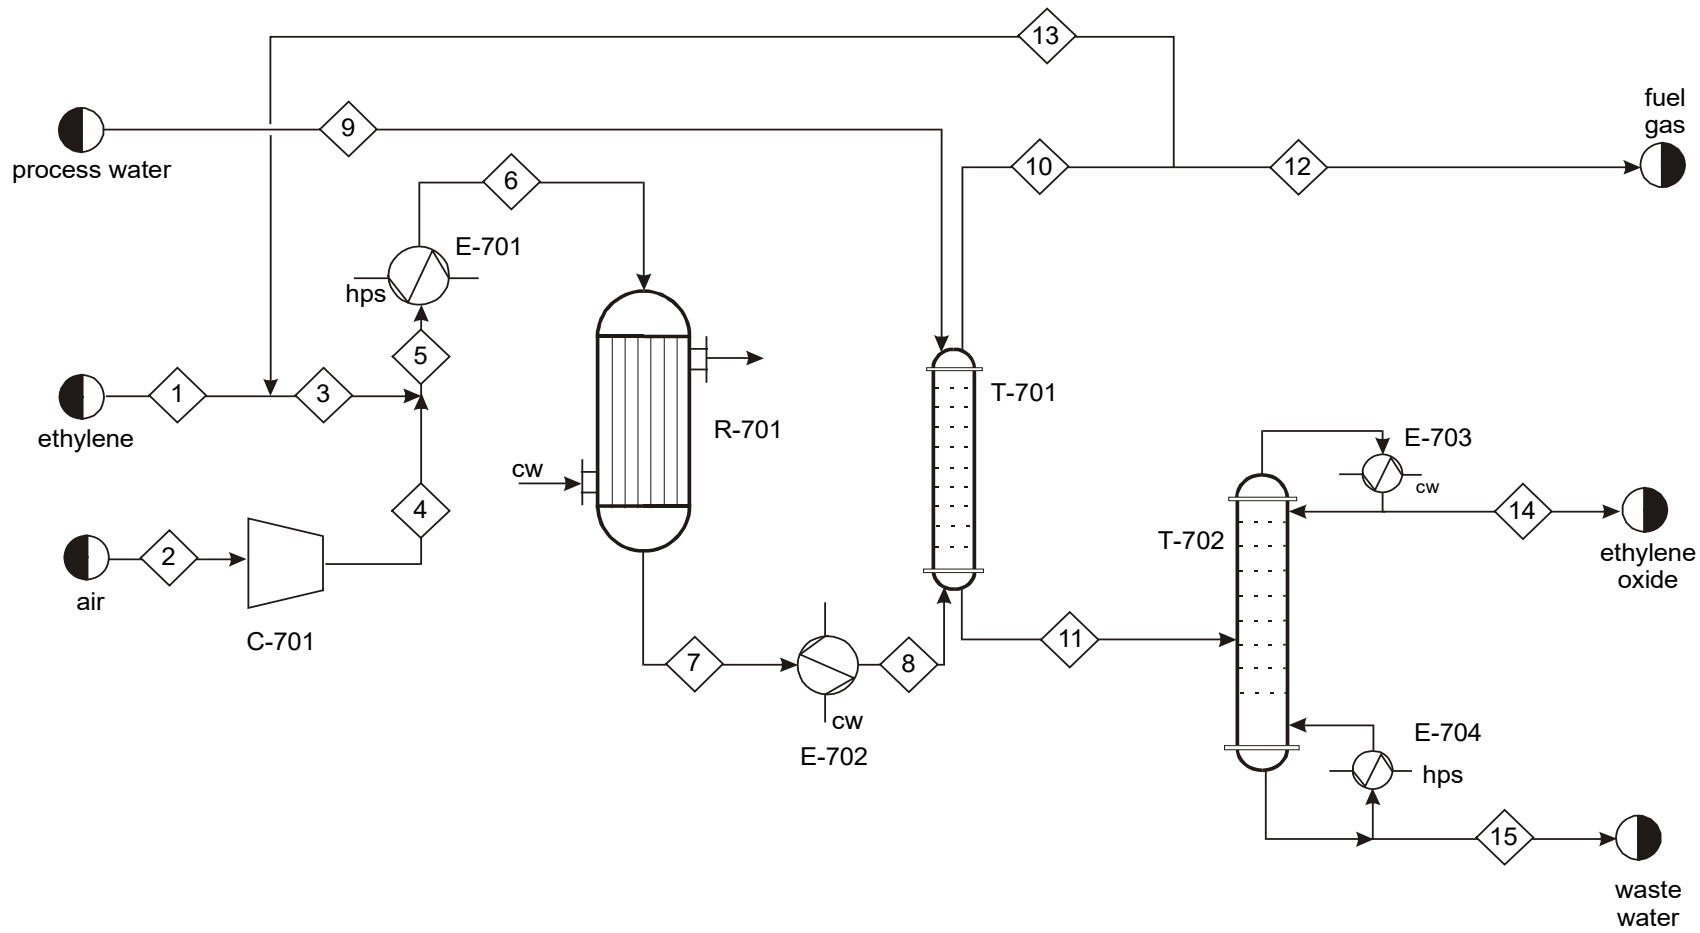 13
fuel
gas
9
process water
10
12
6
E-701
hps
5
1
3
ethylene
T-701
R-701
E-703
cw
cw
4
14
T-702
2
ethylene
oxide
air
C-701
11
7
8
cw
E-702
E-704
hps
15
waste
water